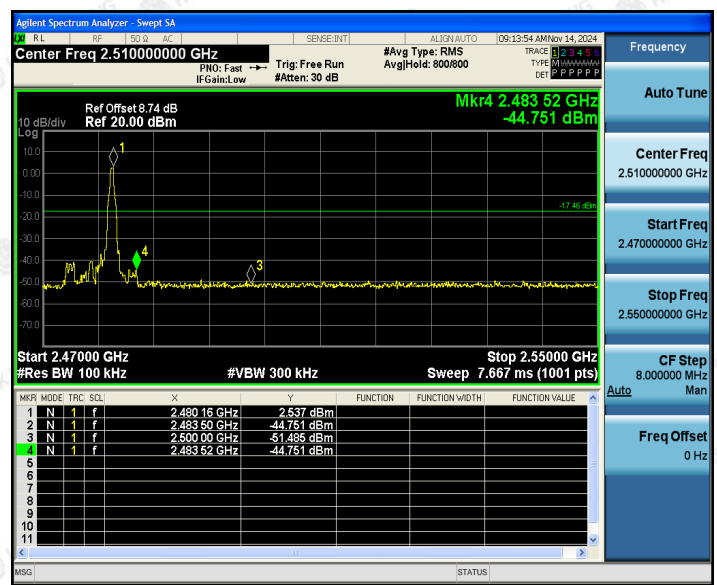 Agilent Spectrum Analyzer - Swept SA
LXI RL RF 50 Ω AC SENSE:INT ALIGN AUTO 09:13:54 AM Nov 14, 2024
Center Freq 2.510000000 GHz
PNO: Fast
IFGain:Low
Trig: Free Run
#Atten: 30 dB
#Avg Type: RMS
Avg|Hold: 800/800
TRACE 1 2 3 4 5 6
TYPE MWWWWW
DET P P P P P P
Ref Offset 8.74 dB
Ref 20.00 dBm
10 dB/div
Log
Mkr4 2.483 52 GHz
-44.751 dBm
10.0
0.00
-10.0
-20.0
-30.0
-40.0
-50.0
-60.0
-70.0
1
4
3
-17.46 dBm
Start 2.47000 GHz
Stop 2.55000 GHz
#Res BW 100 kHz
#VBW 300 kHz
Sweep 7.667 ms (1001 pts)
MKR MODE TRC SCL X Y FUNCTION FUNCTION WIDTH FUNCTION VALUE
1 N 1 f 2.480 16 GHz 2.537 dBm
2 N 1 f 2.483 50 GHz -44.751 dBm
3 N 1 f 2.500 00 GHz -51.485 dBm
4 N 1 f 2.483 52 GHz -44.751 dBm
5
6
7
8
9
10
11
MSG
STATUS
Frequency
Auto Tune
Center Freq
2.510000000 GHz
Start Freq
2.470000000 GHz
Stop Freq
2.550000000 GHz
CF Step
8.000000 MHz
Auto Man
Freq Offset
0 Hz